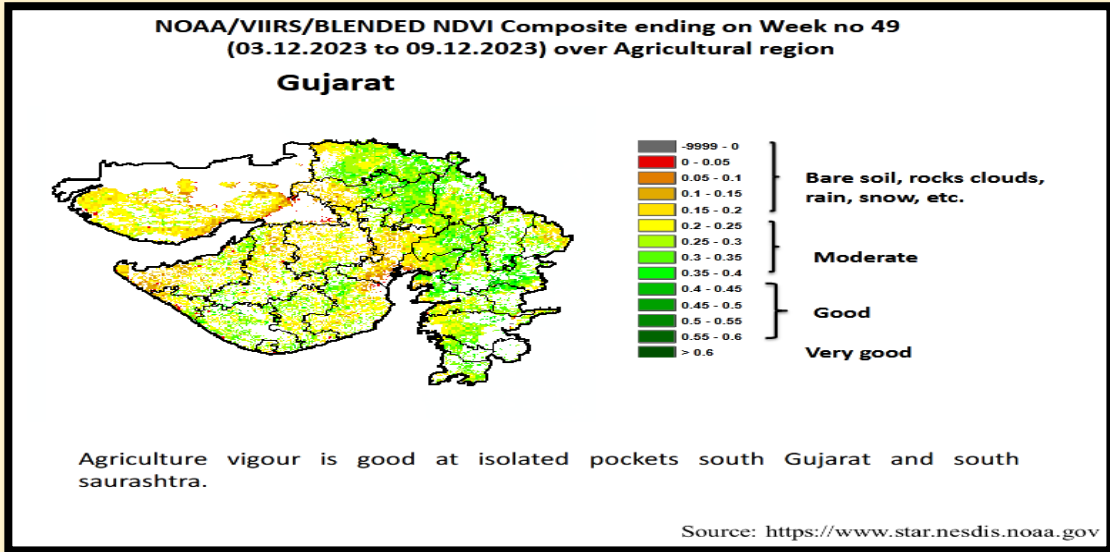 NOAA/VIIRS/BLENDED NDVI Composite ending on Week no 49
(03.12.2023 to 09.12.2023) over Agricultural region
Gujarat
-9999 - 0
0 - 0.05
0.05 - 0.1
0.1 - 0.15
0.15 - 0.2
0.2 - 0.25
0.25 - 0.3
0.3 - 0.35
0.35 - 0.4
0.4 - 0.45
0.45 - 0.5
0.5 - 0.55
0.55 - 0.6
> 0.6
Bare soil, rocks clouds,
rain, snow, etc.
Moderate
Good
Very good
Agriculture vigour is good at isolated pockets south Gujarat and south
saurashtra.
Source: https://www.star.nesdis.noaa.gov